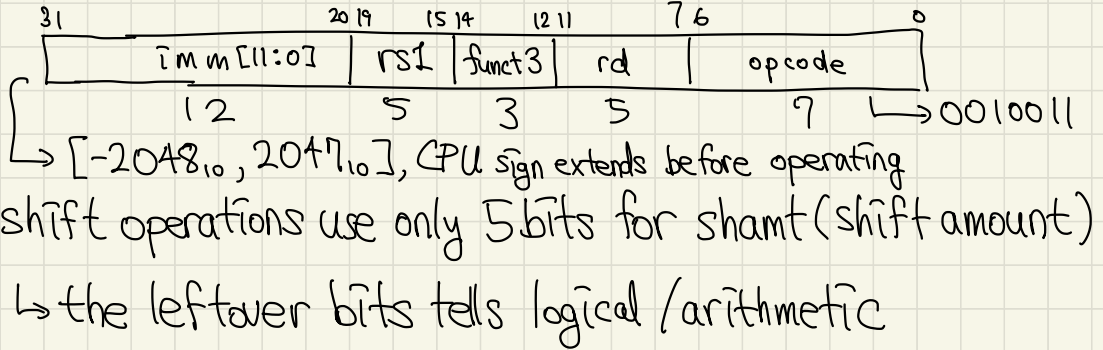 31 20 19 15 14 12 11 7 6 0
imm[11:0] rs1 funct3 rd opcode
12 5 3 5 7 ↳ 0010011
↳ [-2048₁₀, 2047₁₀], CPU sign extends before operating
shift operations use only 5bits for shamt(shift amount)
↳ the leftover bits tells logical/arithmetic